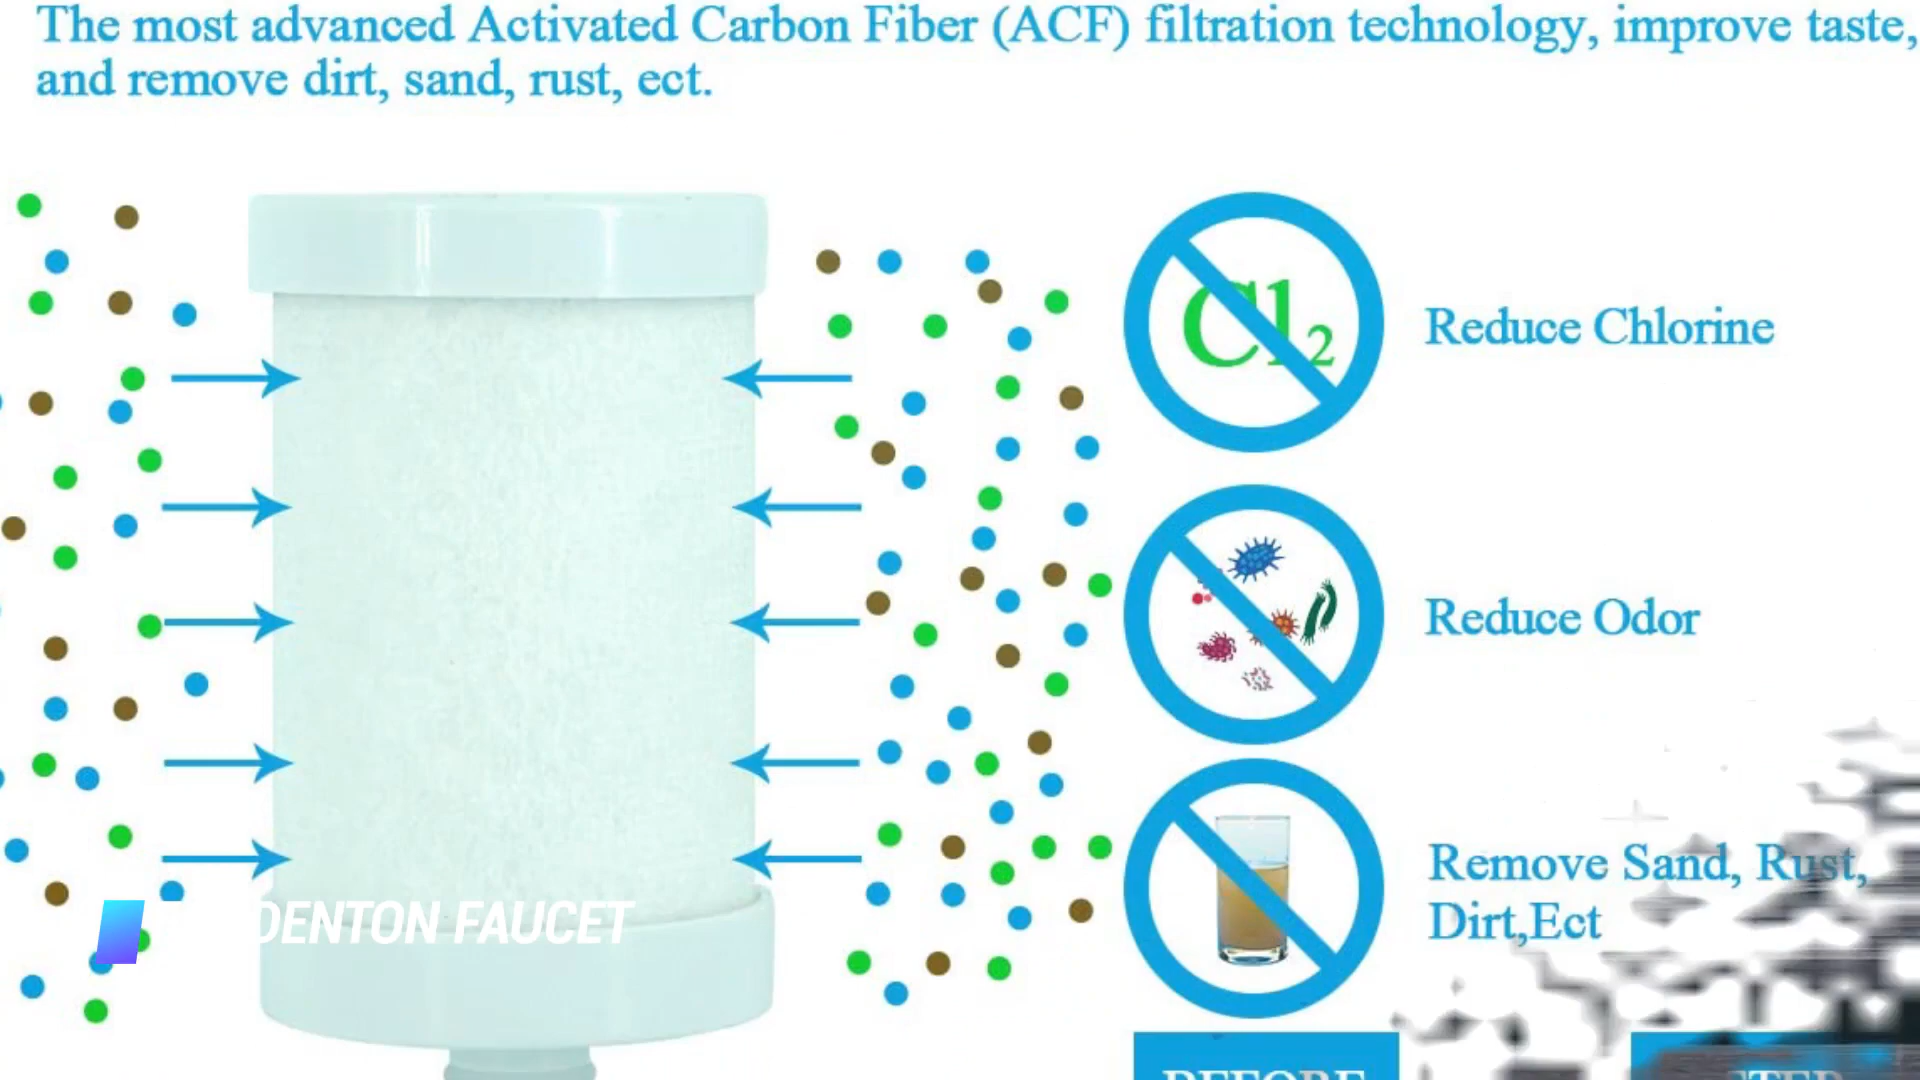 The most advanced Activated Carbon Fiber (ACF) filtration technology, improve taste,
and remove dirt, sand, rust, ect.
Cl2
Reduce Chlorine
Reduce Odor
Remove Sand, Rust,
Dirt,Ect
DENTON FAUCET
BEFORE